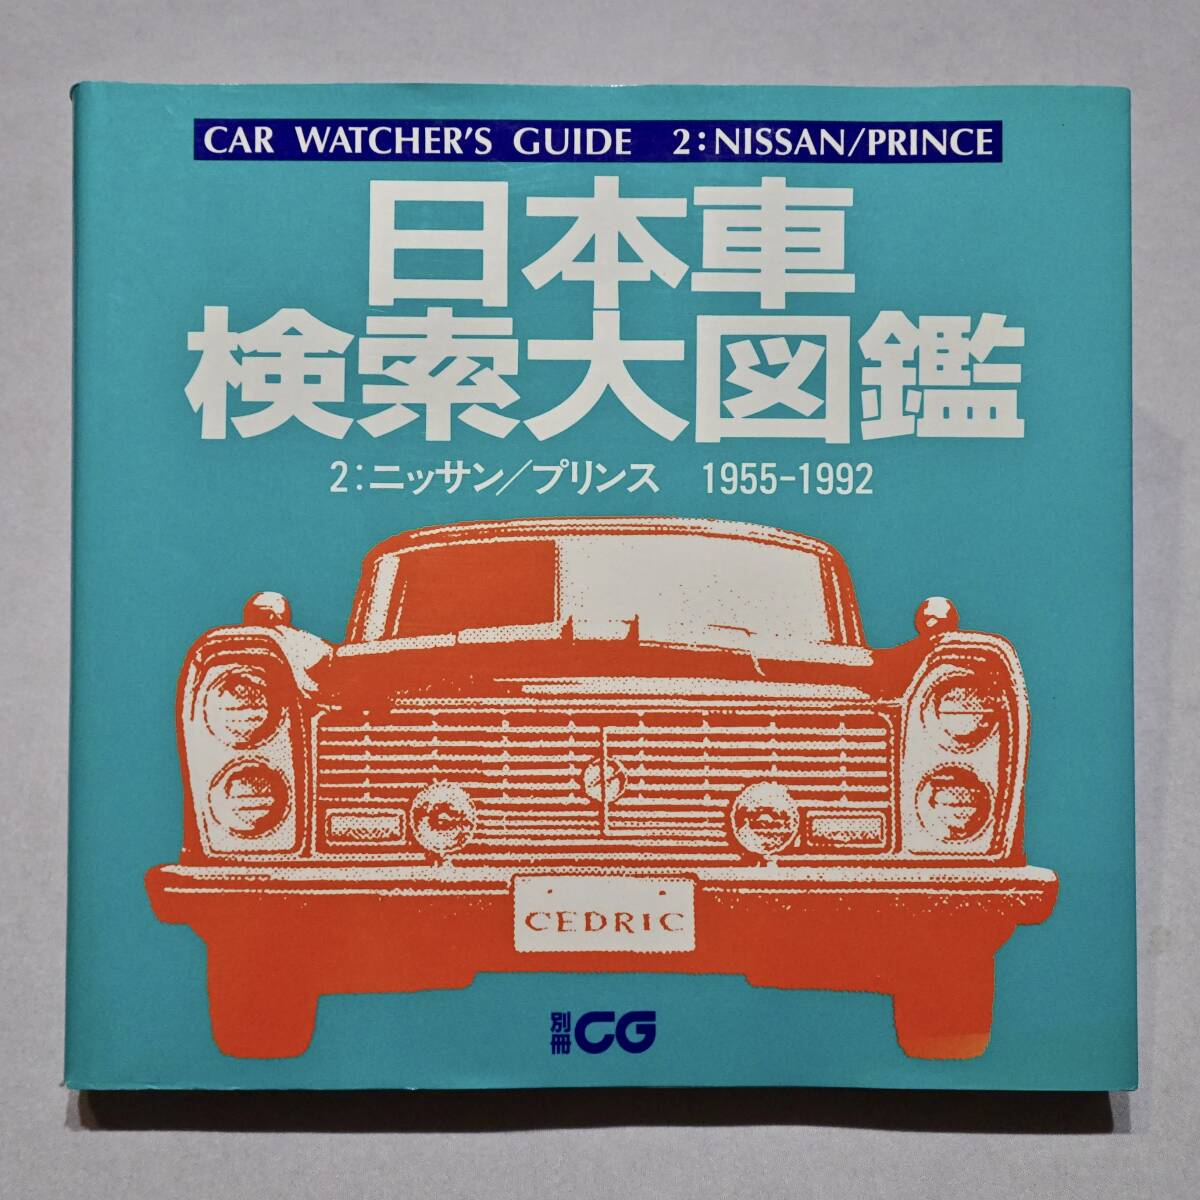 CAR WATCHER'S GUIDE 2:NISSAN/PRINCE
日本車
検索大図鑑
2:ニッサン/プリンス 1955-1992
CEDRIC
別冊CG